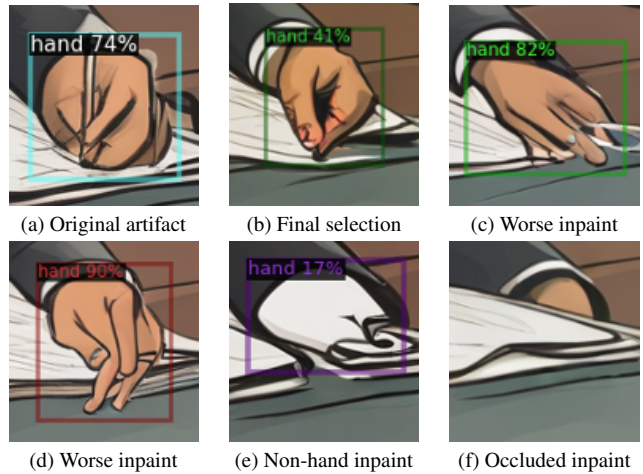 hand 74%
hand 41%
hand 82%
(a) Original artifact
(b) Final selection
(c) Worse inpaint
hand 90%
hand 17%
(d) Worse inpaint
(e) Non-hand inpaint
(f) Occluded inpaint